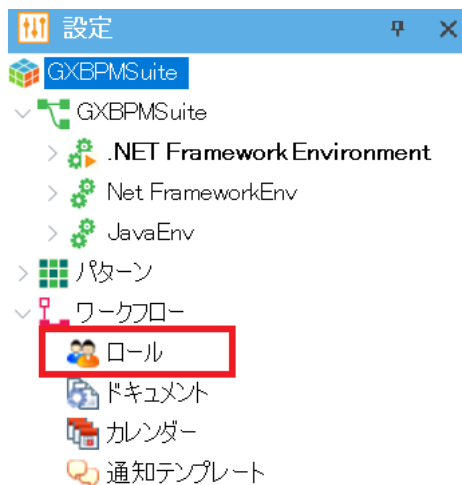 設定
GXBPMSuite
GXBPMSuite
.NET Framework Environment
Net FrameworkEnv
JavaEnv
パターン
ワークフロー
ロール
ドキュメント
カレンダー
通知テンプレート